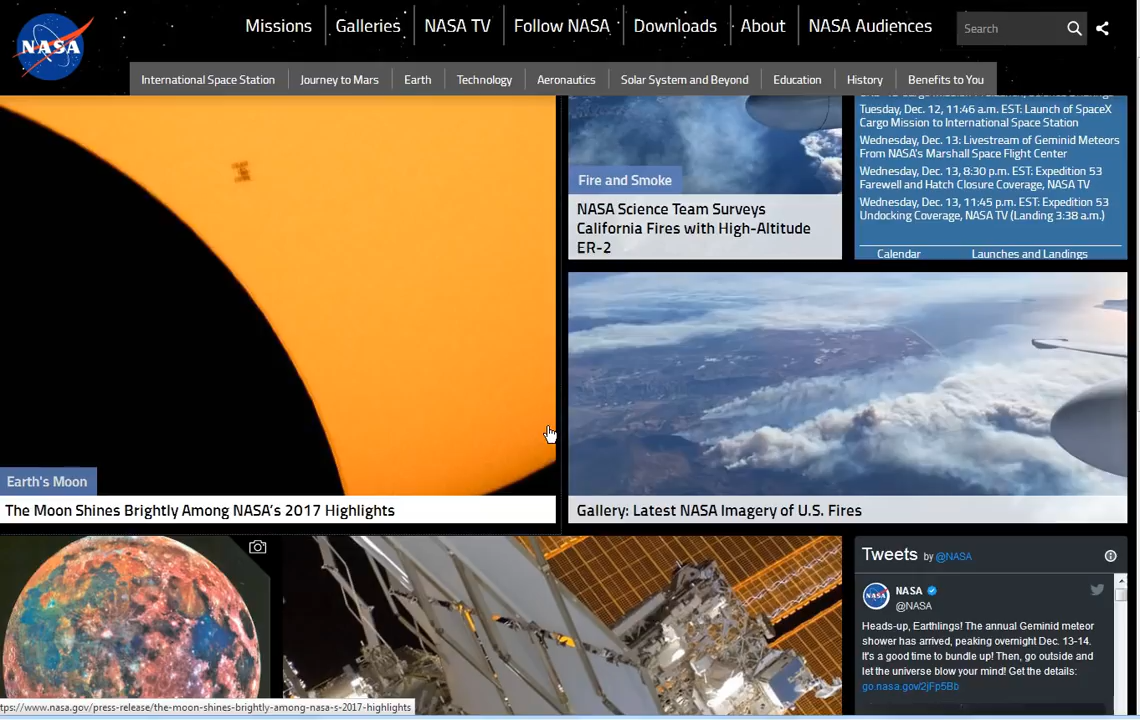 NASA
Missions
Galleries
NASA TV
Follow NASA
Downloads
About
NASA Audiences
Search
International Space Station
Journey to Mars
Earth
Technology
Aeronautics
Solar System and Beyond
Education
History
Benefits to You
Earth's Moon
The Moon Shines Brightly Among NASA's 2017 Highlights
Fire and Smoke
NASA Science Team Surveys
California Fires with High-Altitude
ER-2
Tuesday, Dec. 12, 11:46 a.m. EST: Launch of SpaceX
Cargo Mission to International Space Station
Wednesday, Dec. 13: Livestream of Geminid Meteors
From NASA's Marshall Space Flight Center
Wednesday, Dec. 13, 8:30 p.m. EST: Expedition 53
Farewell and Hatch Closure Coverage, NASA TV
Wednesday, Dec. 13, 11:45 p.m. EST: Expedition 53
Undocking Coverage, NASA TV (Landing 3:38 a.m.)
Calendar
Launches and Landings
Gallery: Latest NASA Imagery of U.S. Fires
Tweets by @NASA
NASA
NASA
@NASA
Heads-up, Earthlings! The annual Geminid meteor
shower has arrived, peaking overnight Dec. 13-14.
It's a good time to bundle up! Then, go outside and
let the universe blow your mind! Get the details:
go.nasa.gov/2jFp5Bb
tps://www.nasa.gov/press-release/the-moon-shines-brightly-among-nasa-s-2017-highlights